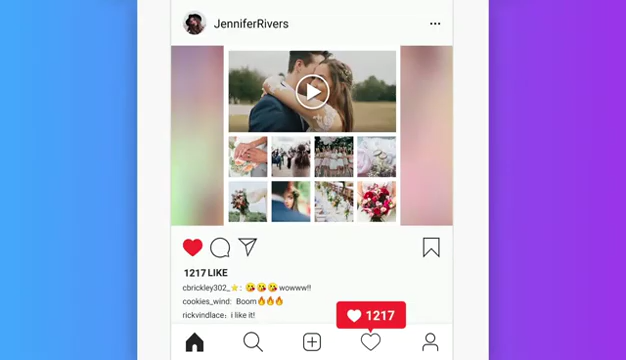 JenniferRivers
1217 LIKE
cbrickley302_⭐: 😘😘😘 wowww!!
cookies_wind: Boom🔥🔥🔥
rickvindlace: i like it!
1217